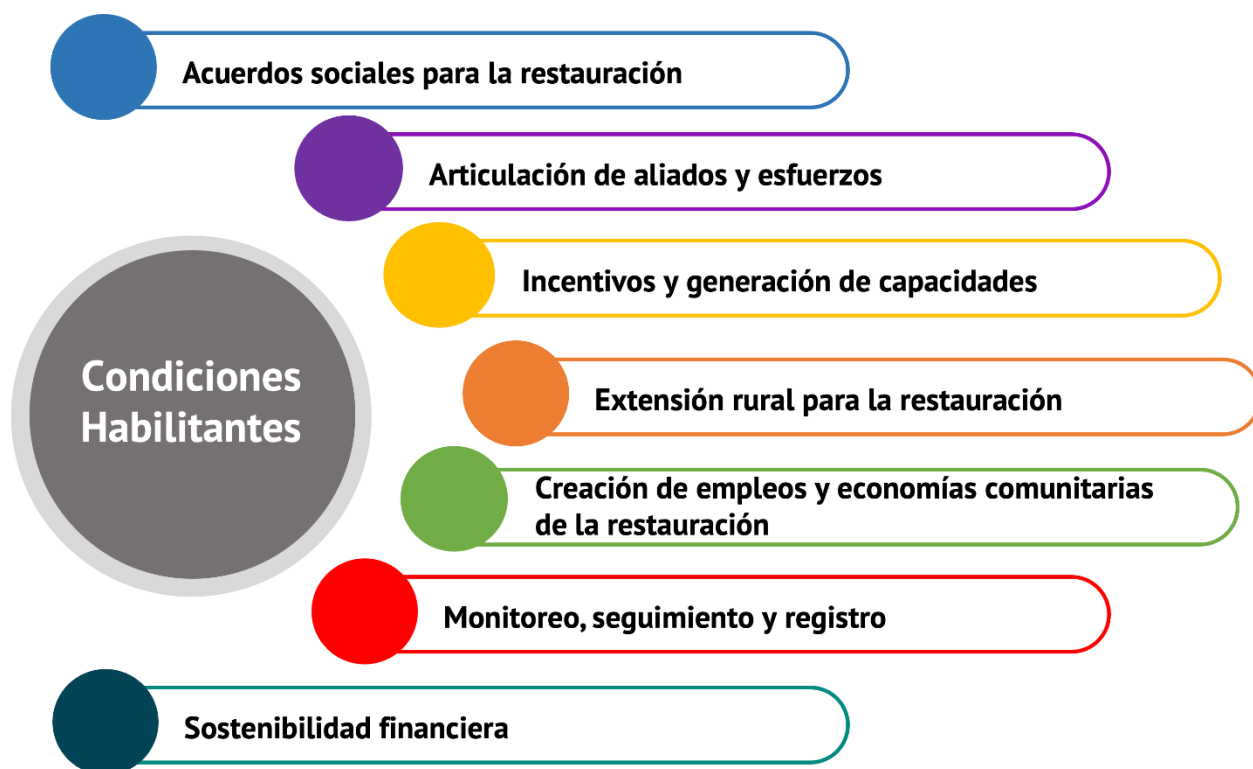 Acuerdos sociales para la restauración
Articulación de aliados y esfuerzos
Incentivos y generación de capacidades
Condiciones
Habilitantes
Extensión rural para la restauración
Creación de empleos y economías comunitarias
de la restauración
Monitoreo, seguimiento y registro
Sostenibilidad financiera